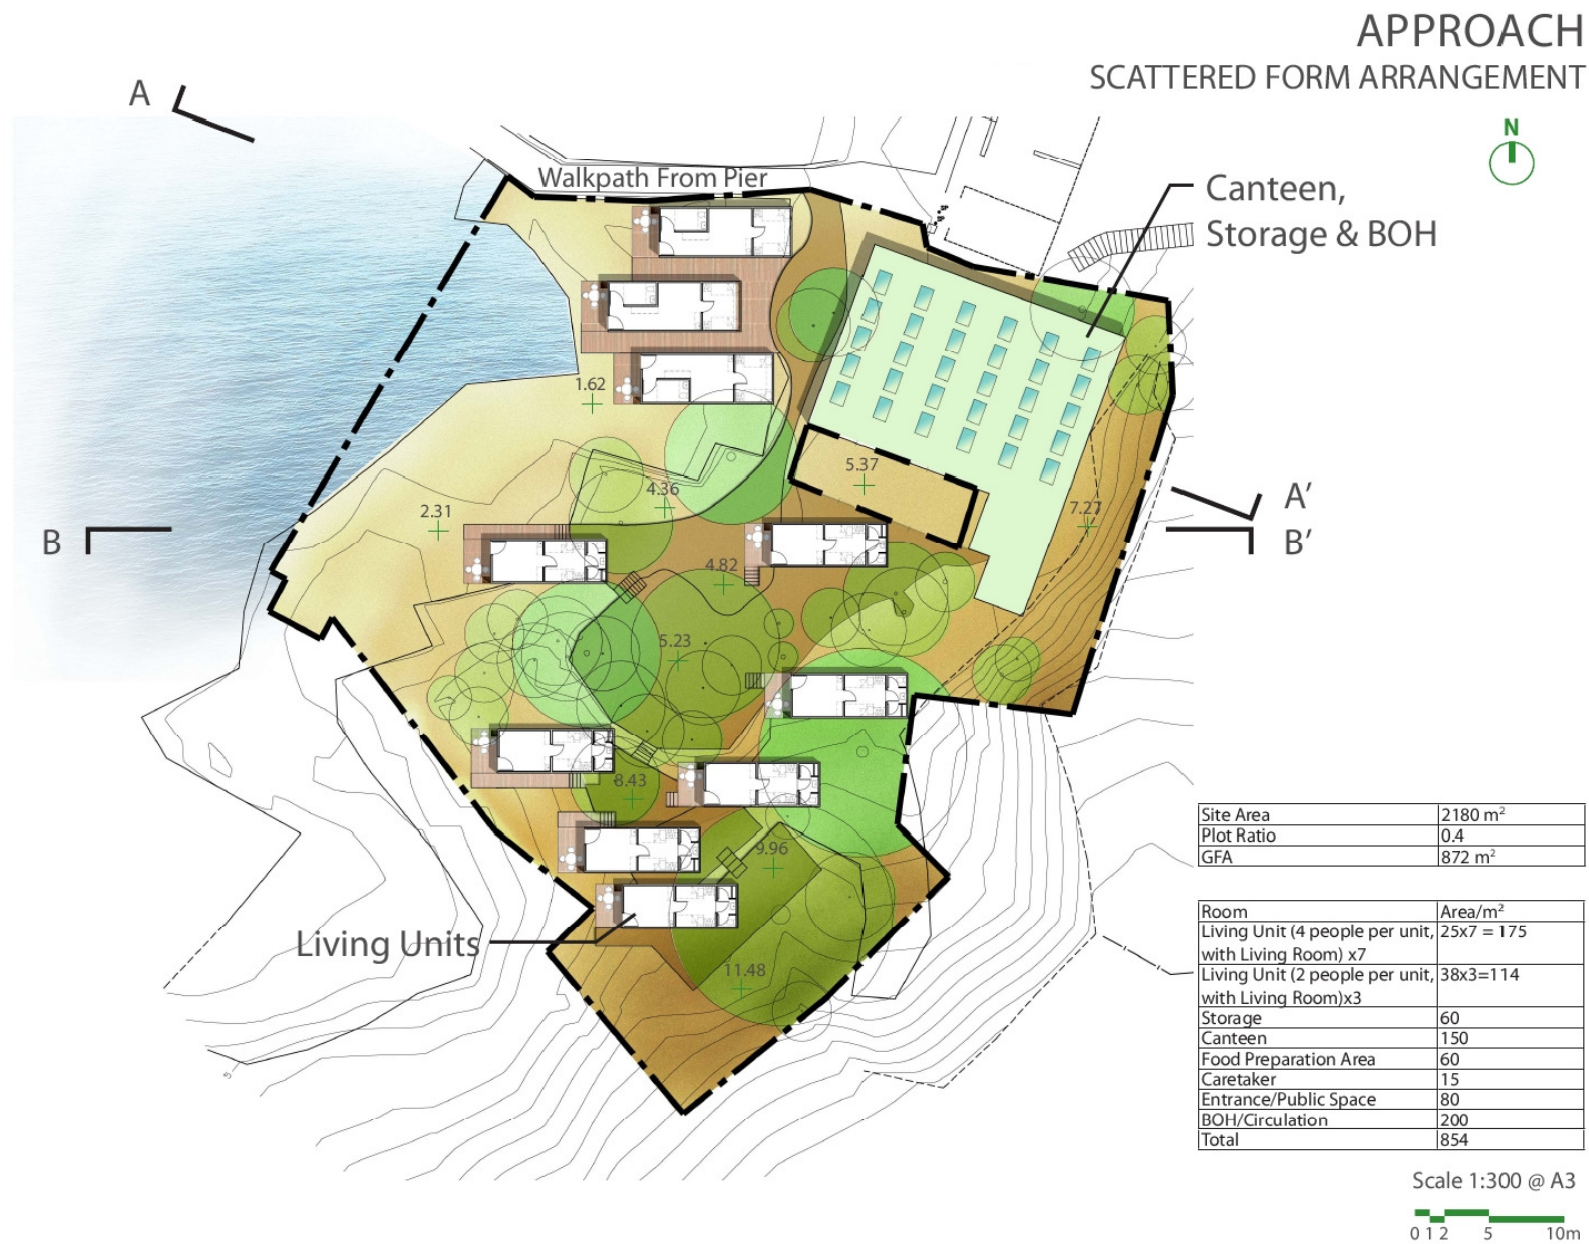 APPROACH
SCATTERED FORM ARRANGEMENT
A
N
Walkpath From Pier
Canteen,
Storage & BOH
1.62
5.37
4.36
2.31
7.27
A'
B
B'
4.82
5.23
8.43
9.96
Living Units
11.48
5
Site Area 2180 m²
Plot Ratio 0.4
GFA 872 m²
Room Area/m²
Living Unit (4 people per unit, 25x7 = 175
with Living Room) x7
Living Unit (2 people per unit, 38x3=114
with Living Room)x3
Storage 60
Canteen 150
Food Preparation Area 60
Caretaker 15
Entrance/Public Space 80
BOH/Circulation 200
Total 854
Scale 1:300 @ A3
0 1 2 5 10m